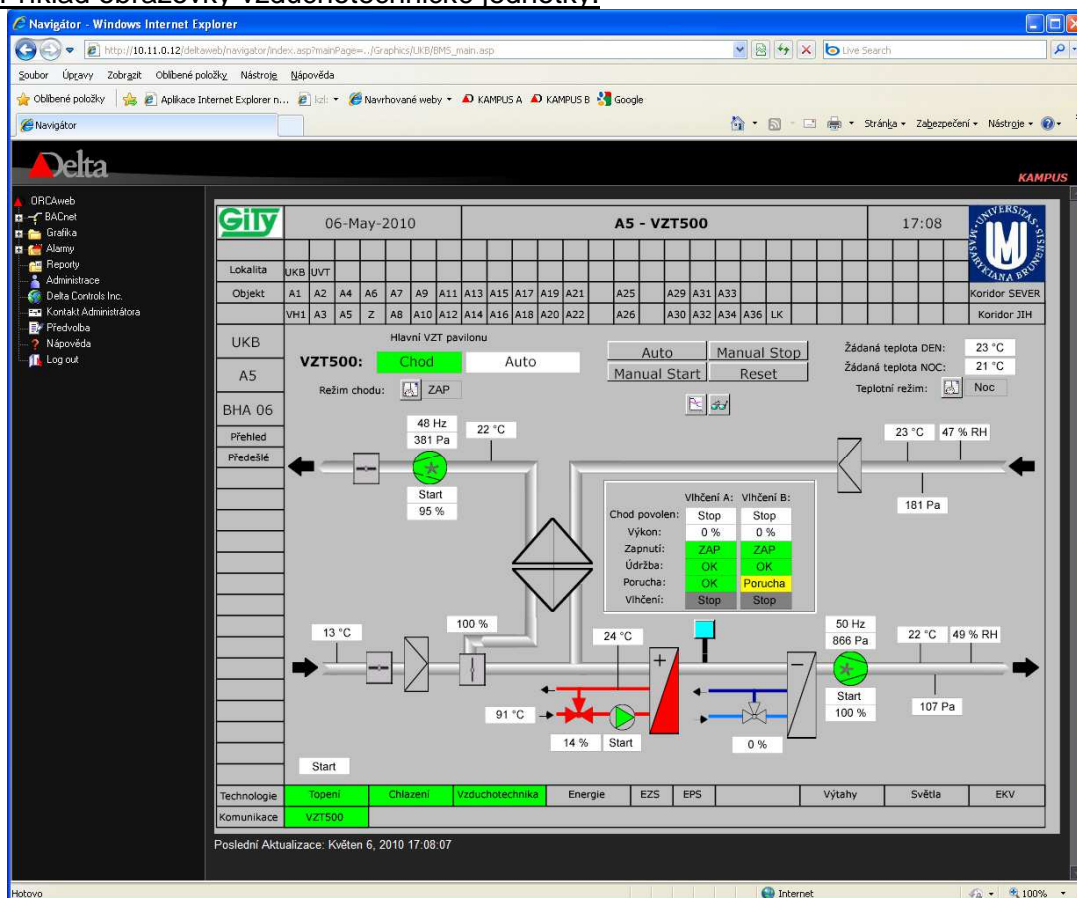 Příklad obrazovky vzduchotechnické jednotky:
Navigátor - Windows Internet Explorer
http://10.11.0.12/deltaweb/navigator/index.asp?mainPage=../Graphics/UKB/BMS_main.asp
Live Search
Soubor Úpravy Zobrazit Oblíbené položky Nástroje Nápověda
Oblíbené položky Aplikace Internet Explorer n... kzl: Navrhované weby KAMPUS A KAMPUS B Google
Navigátor
Stránka Zabezpečení Nástroje
Delta
KAMPUS
ORCAweb
BACnet
Grafika
Alarmy
Reporty
Administrace
Delta Controls Inc.
Kontakt Administrátora
Předvolba
Nápověda
Log out
GiTy 06-May-2010 A5 - VZT500 17:08
Lokalita UKB UVT
Objekt A1 A2 A4 A6 A7 A9 A11 A13 A15 A17 A19 A21 A25 A29 A31 A33 Koridor SEVER
VH1 A3 A5 Z A8 A10 A12 A14 A16 A18 A20 A22 A26 A30 A32 A34 A36 LK Koridor JIH
UKB
A5
BHA 06
Přehled
Předešlé
Hlavní VZT pavilonu
VZT500: Chod Auto
Režim chodu: ZAP
Auto Manual Stop
Manual Start Reset
Žádaná teplota DEN: 23 °C
Žádaná teplota NOC: 21 °C
Teplotní režim: Noc
48 Hz
381 Pa
22 °C
Start
95 %
23 °C 47 % RH
181 Pa
Vlhčení A: Vlhčení B:
Chod povolen: Stop Stop
Výkon: 0 % 0 %
Zapnutí: ZAP ZAP
Údržba: OK OK
Porucha: OK Porucha
Vlhčení: Stop Stop
13 °C
100 %
24 °C
50 Hz
866 Pa
22 °C 49 % RH
+
−
Start
100 %
107 Pa
91 °C
14 % Start
0 %
Start
Technologie Topení Chlazení Vzduchotechnika Energie EZS EPS Výtahy Světla EKV
Komunikace VZT500
Poslední Aktualizace: Květen 6, 2010 17:08:07
Hotovo Internet 100%